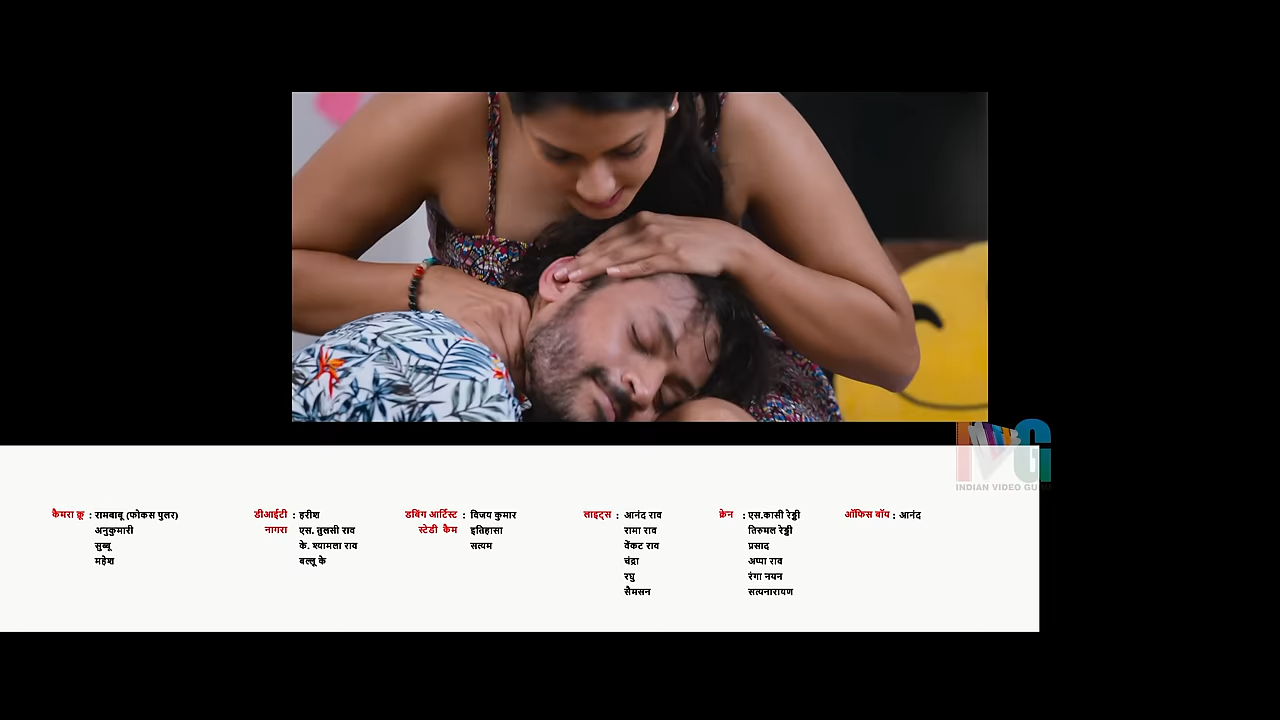 IVG
INDIAN VIDEO GU
कैमरा क्रू : रामबाबू (फोकस पुलर)
अनुकुमारी
सुब्बू
महेश
डीआईटी : हरीश
नागरा एस. तुलसी राव
के. श्यामला राव
बल्लू के
डबिंग आर्टिस्ट : विजय कुमार
स्टेडी कैम इतिहासा
सत्यम
लाइट्स : आनंद राव
रामा राव
वेंकट राव
चंद्रा
रघु
सैमसन
क्रेन : एस.कासी रेड्डी
तिरुमल रेड्डी
प्रसाद
अप्पा राव
रंगा नयन
सत्यनारायण
ऑफिस बॉय : आनंद